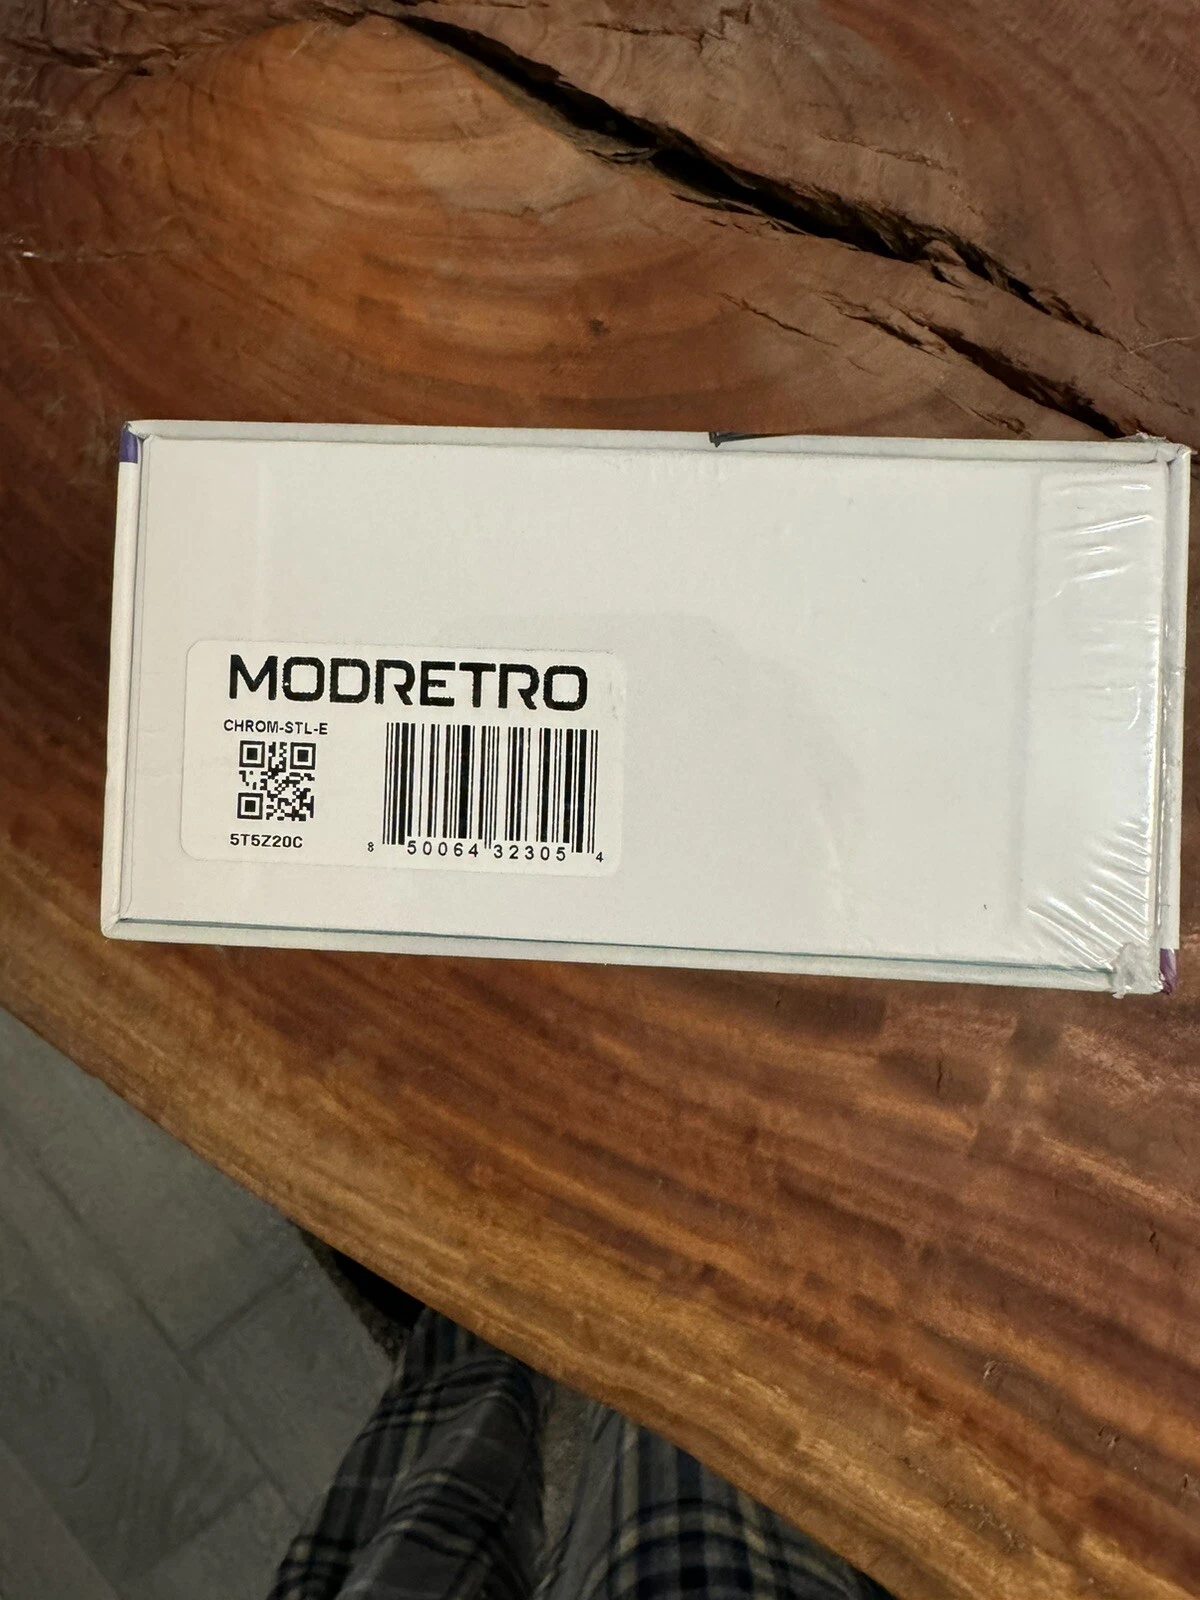 MODRETRO
CHROM-STL-E
5T5Z20C
8 50064 32305 4